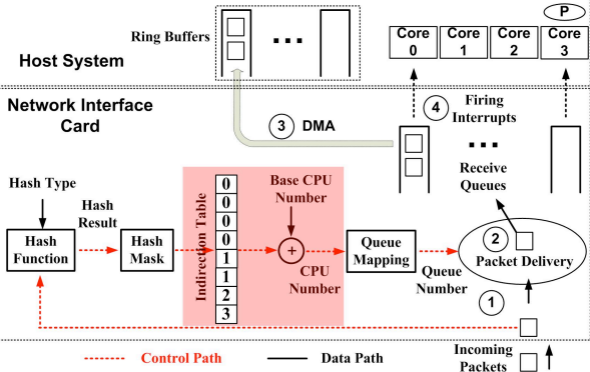 P
Ring Buffers
...
Core 0
Core 1
Core 2
Core 3
Host System
Network Interface
Card
3 DMA
4 Firing
Interrupts
...
Receive
Queues
Hash Type
Hash
Result
Hash
Function
Hash
Mask
Indirection Table
0
0
0
0
1
1
2
3
Base CPU
Number
+
CPU
Number
Queue
Mapping
Queue
Number
2
Packet Delivery
1
Control Path
Data Path
Incoming
Packets